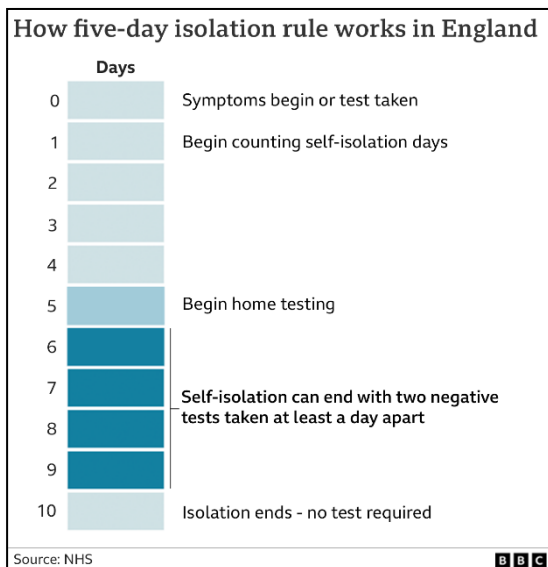 How five-day isolation rule works in England
Days
0 Symptoms begin or test taken
1 Begin counting self-isolation days
2
3
4
5 Begin home testing
6
7
Self-isolation can end with two negative
tests taken at least a day apart
8
9
10 Isolation ends - no test required
Source: NHS
BBC